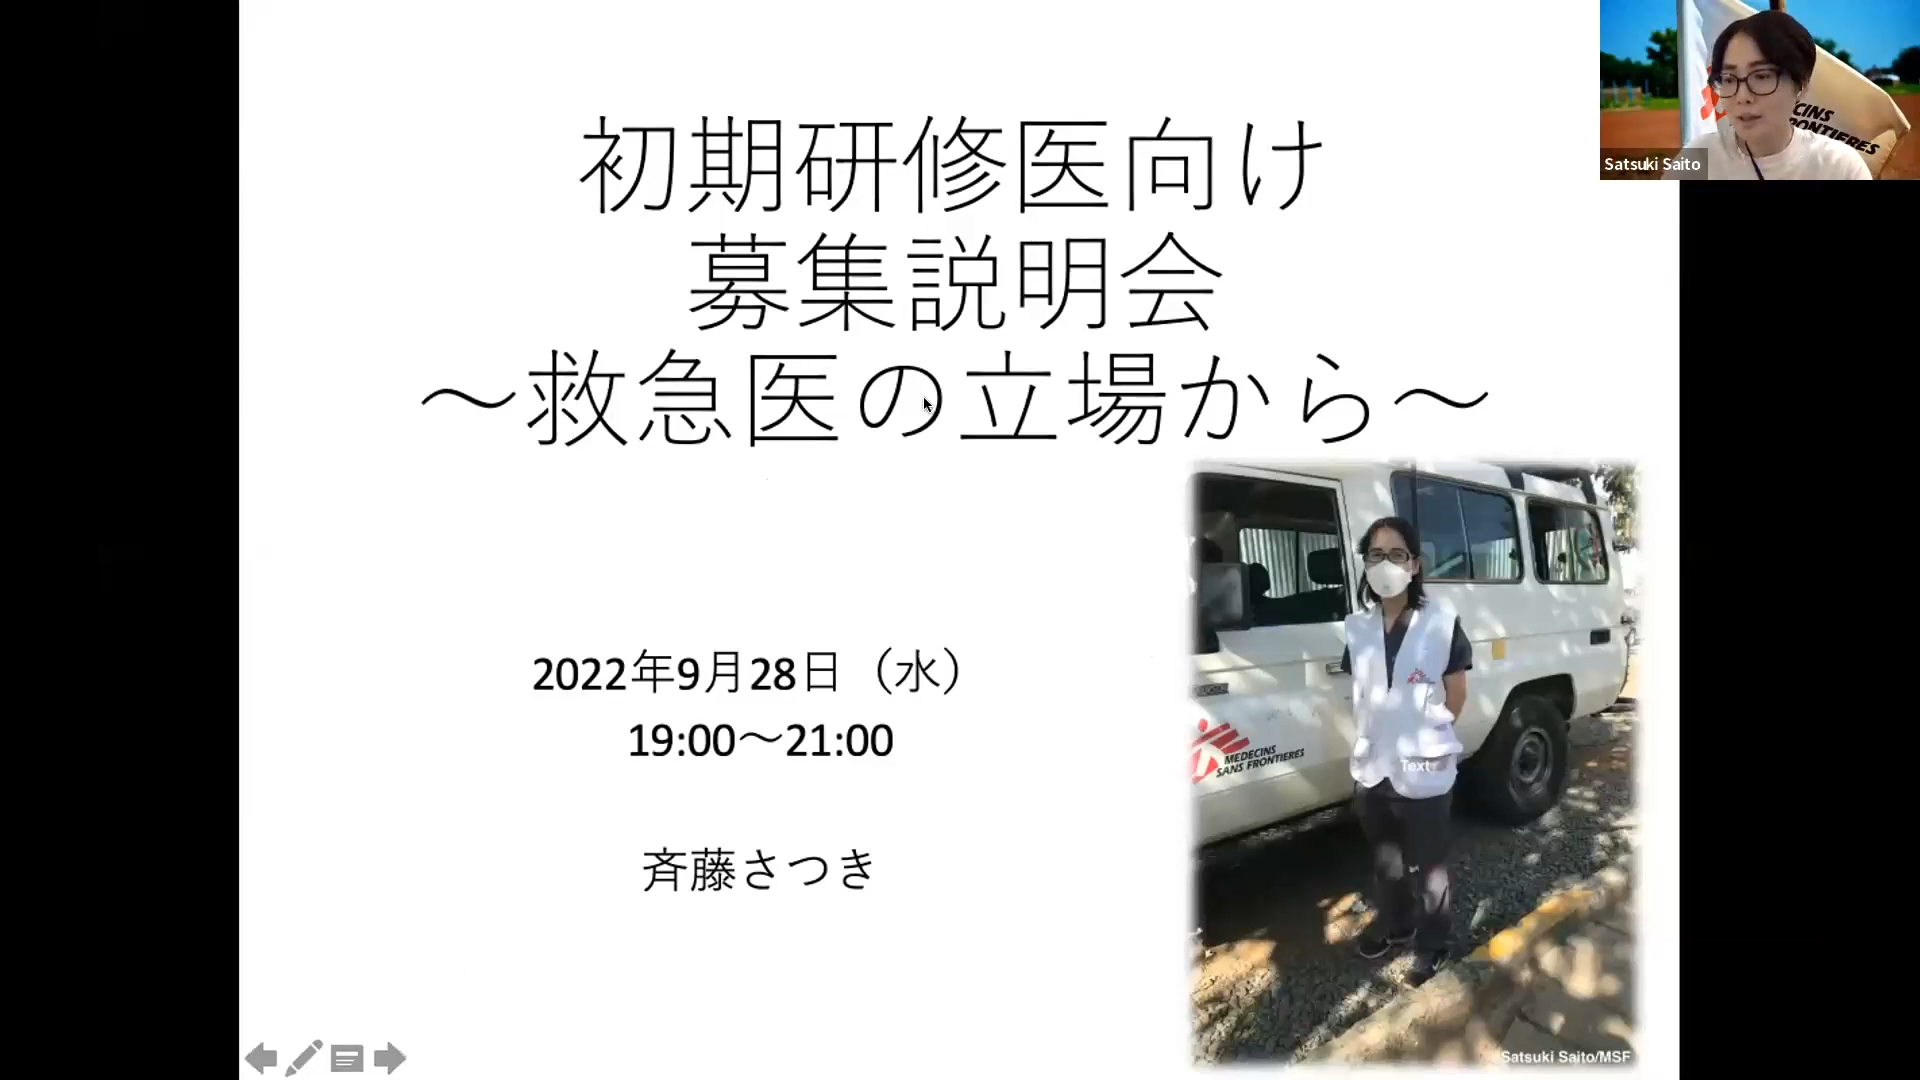 初期研修医向け
募集説明会
～救急医の立場から～
2022年9月28日（水）
19:00～21:00
斉藤さつき
CINS
FRONTIERES
Satsuki Saito
MEDECINS
SANS FRONTIERES
Text
Satsuki Saito/MSF